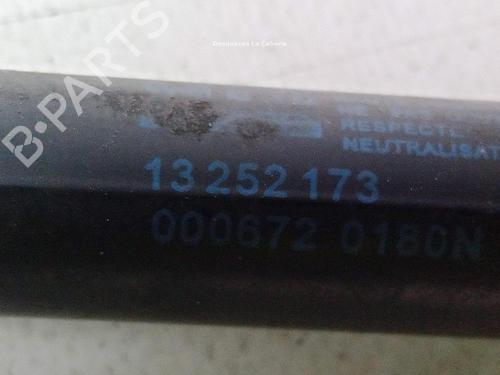 Desguaces La Cabaña
B-PARTS
RESPECTE
NEUTRALISAT
13 252 173
000672 0180N